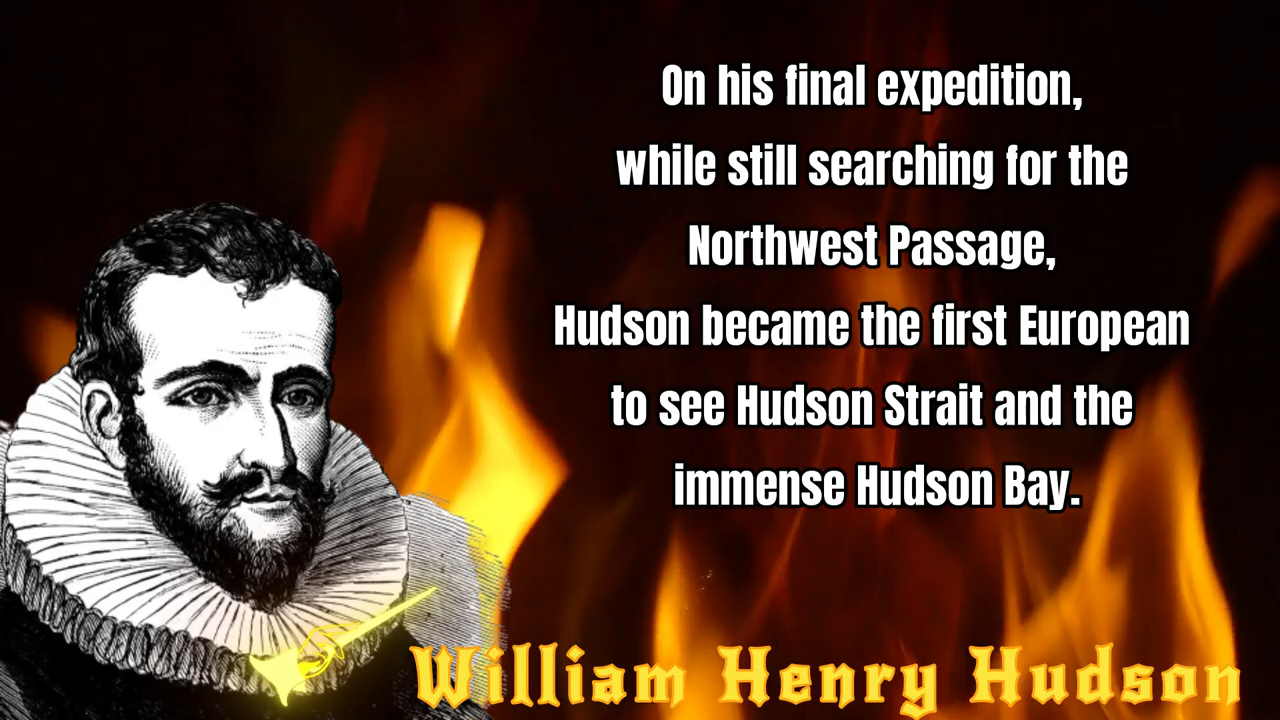 On his final expedition,
while still searching for the
Northwest Passage,
Hudson became the first European
to see Hudson Strait and the
immense Hudson Bay.
William Henry Hudson